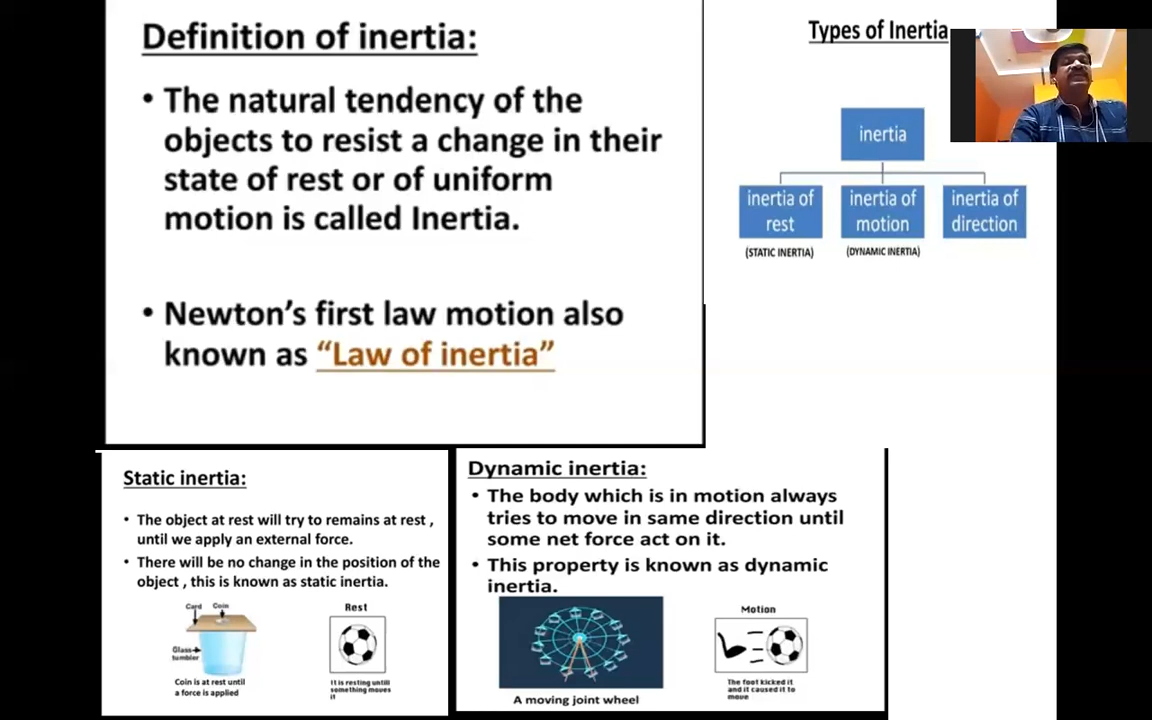 Definition of inertia:
• The natural tendency of the
objects to resist a change in their
state of rest or of uniform
motion is called Inertia.
• Newton's first law motion also
known as "Law of inertia"
Types of Inertia
inertia
inertia of
rest
inertia of
motion
inertia of
direction
(STATIC INERTIA)
(DYNAMIC INERTIA)
Static inertia:
• The object at rest will try to remains at rest ,
until we apply an external force.
• There will be no change in the position of the
object , this is known as static inertia.
Card
Coin
Glass
tumbler
Coin is at rest until
a force is applied
Rest
It is resting untill
something moves
it
Dynamic inertia:
• The body which is in motion always
tries to move in same direction until
some net force act on it.
• This property is known as dynamic
inertia.
A moving joint wheel
Motion
The foot kicked it
and it caused it to
move